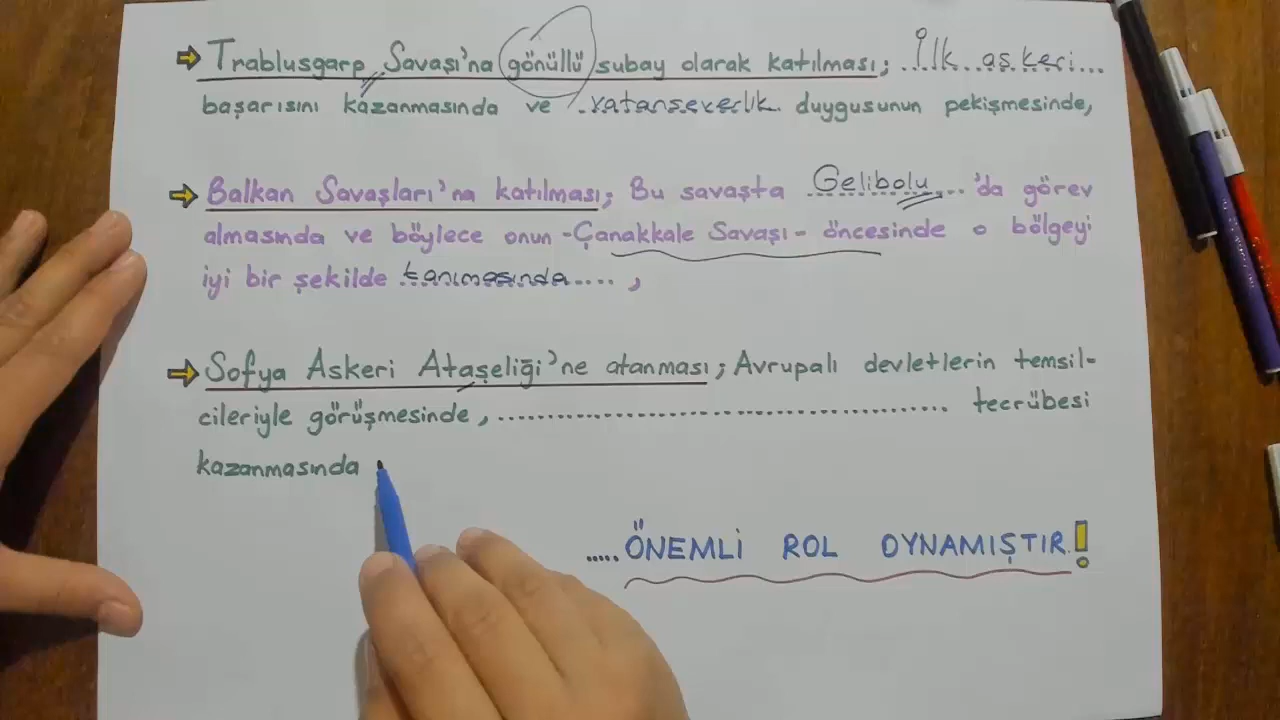 Trablusgarp Savaşı'na gönüllü subay olarak katılması; İlk askeri...
başarısını kazanmasında ve .vatanseverlik. duygusunun pekişmesinde,
Balkan Savaşları'na katılması; Bu savaşta Gelibolu...'da görev
almasında ve böylece onun -Çanakkale Savaşı- öncesinde o bölgeyi
iyi bir şekilde tanımasında....,
Sofya Askeri Ataşeliği'ne atanması; Avrupalı devletlerin temsil-
cileriyle görüşmesinde, ............................................. tecrübesi
kazanmasında
.....ÖNEMLİ ROL OYNAMIŞTIR!